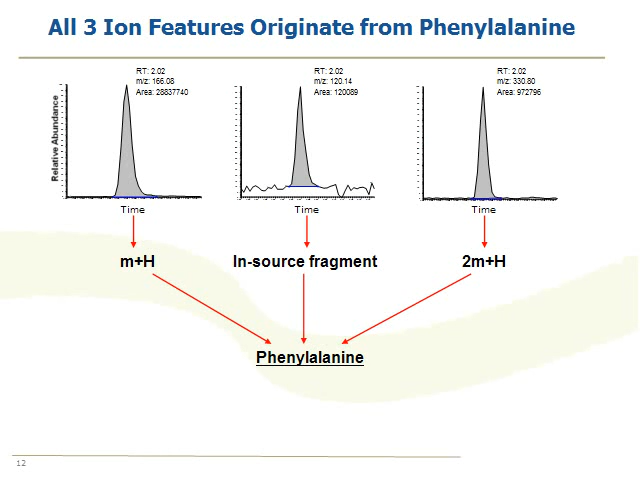 All 3 Ion Features Originate from Phenylalanine
RT: 2.02
m/z: 166.08
Area: 28837740
RT: 2.02
m/z: 120.14
Area: 120089
RT: 2.02
m/z: 330.80
Area: 972796
Relative Abundance
Time
Time
Time
m+H
In-source fragment
2m+H
Phenylalanine
12